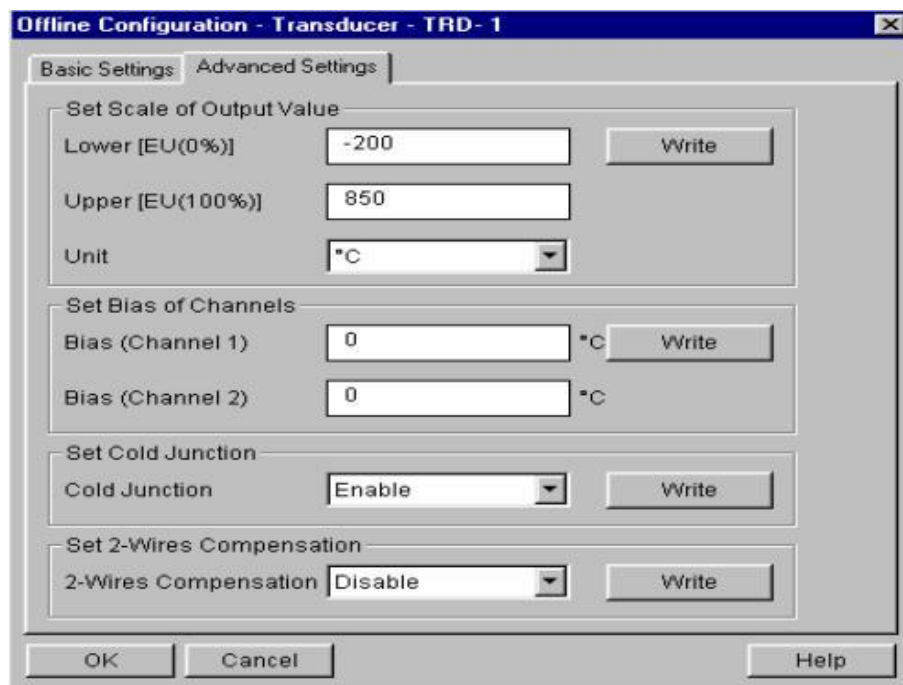 Offline Configuration - Transducer - TRD- 1
Basic Settings Advanced Settings
Set Scale of Output Value
Lower [EU(0%)] -200 Write
Upper [EU(100%)] 850
Unit °C
Set Bias of Channels
Bias (Channel 1) 0 °C Write
Bias (Channel 2) 0 °C
Set Cold Junction
Cold Junction Enable Write
Set 2-Wires Compensation
2-Wires Compensation Disable Write
OK Cancel Help